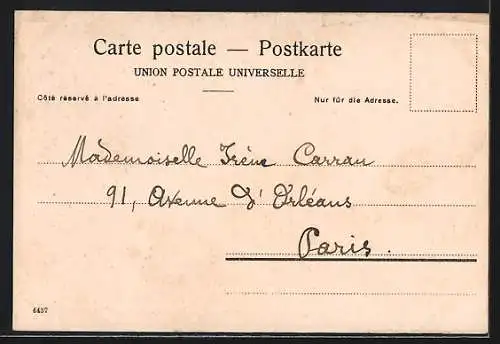 Carte postale — Postkarte
UNION POSTALE UNIVERSELLE
Côté réservé à l'adresse
Nur für die Adresse.
Mademoiselle Irène Carrau
91, Avenue d'Orléans
Paris.
6437